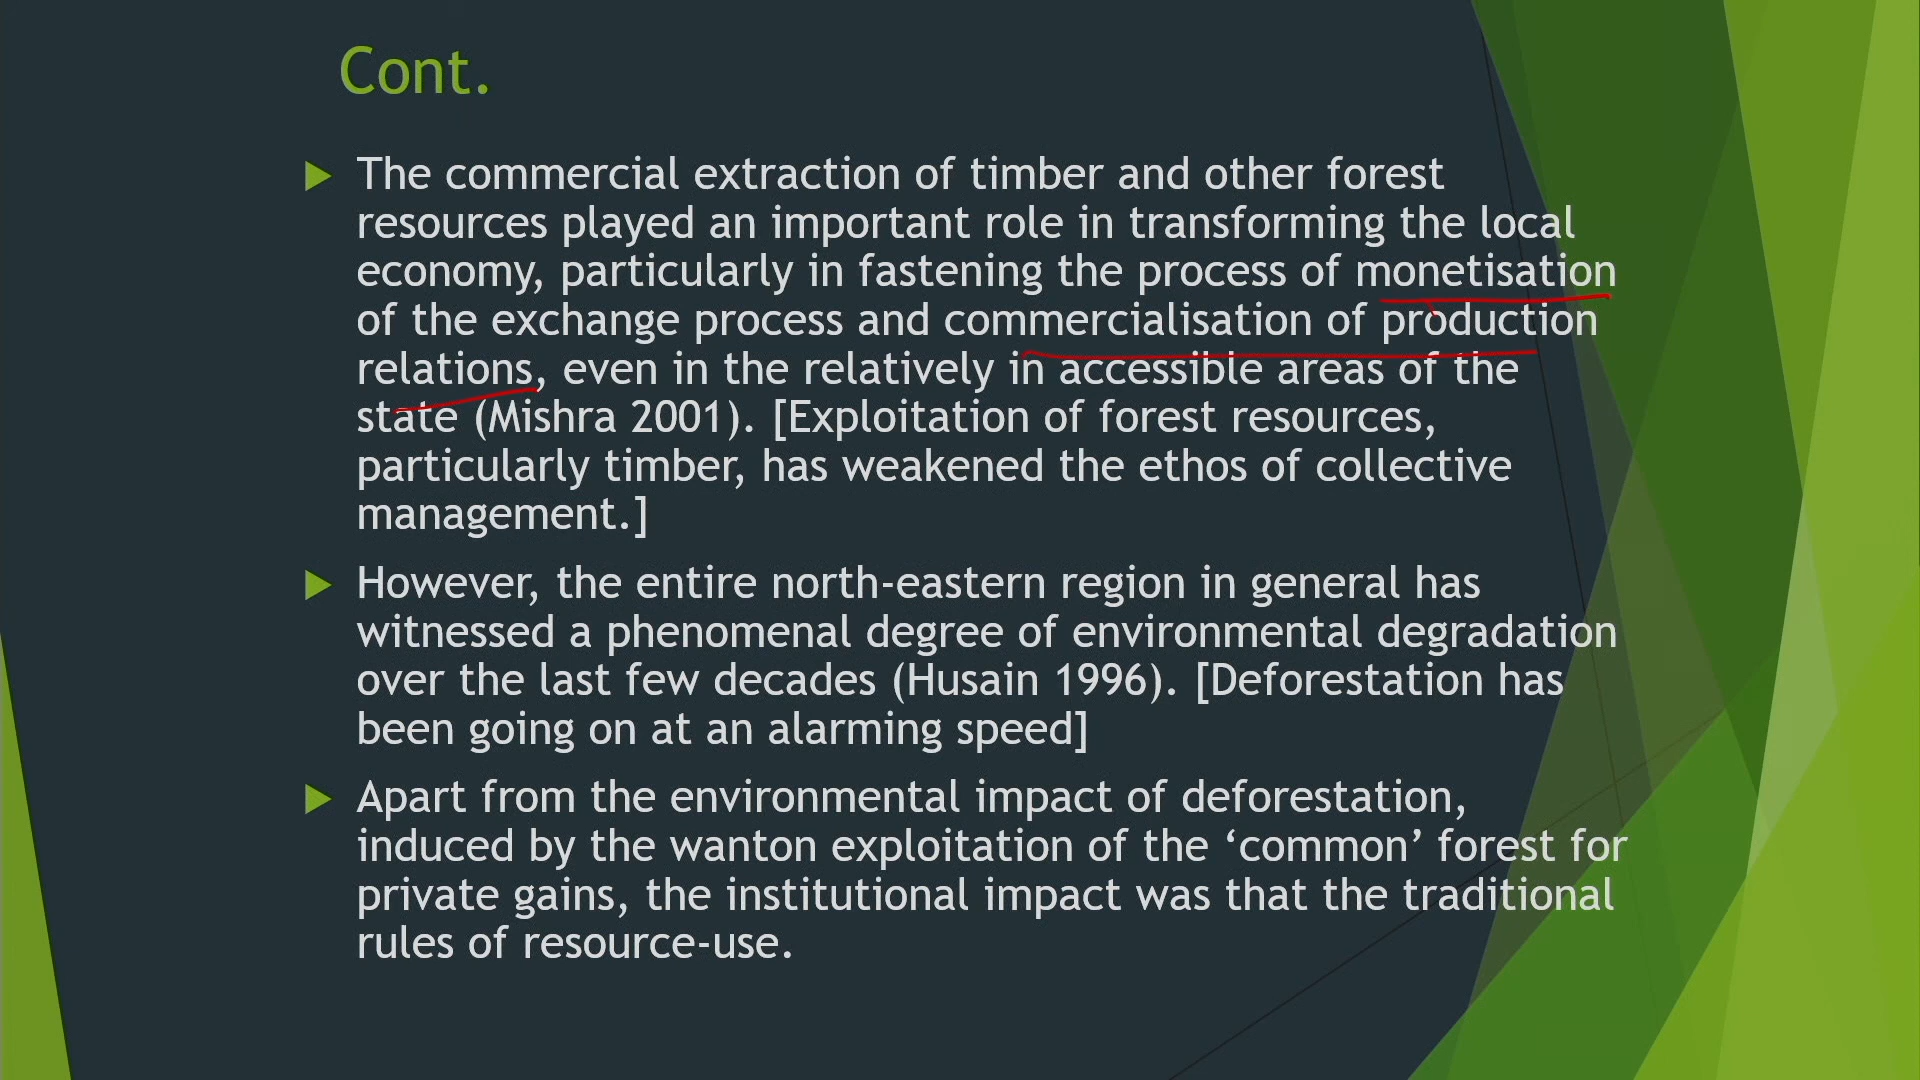 Cont.
The commercial extraction of timber and other forest
resources played an important role in transforming the local
economy, particularly in fastening the process of monetisation
of the exchange process and commercialisation of production
relations, even in the relatively in accessible areas of the
state (Mishra 2001). [Exploitation of forest resources,
particularly timber, has weakened the ethos of collective
management.]
However, the entire north-eastern region in general has
witnessed a phenomenal degree of environmental degradation
over the last few decades (Husain 1996). [Deforestation has
been going on at an alarming speed]
Apart from the environmental impact of deforestation,
induced by the wanton exploitation of the ‘common’ forest for
private gains, the institutional impact was that the traditional
rules of resource-use.